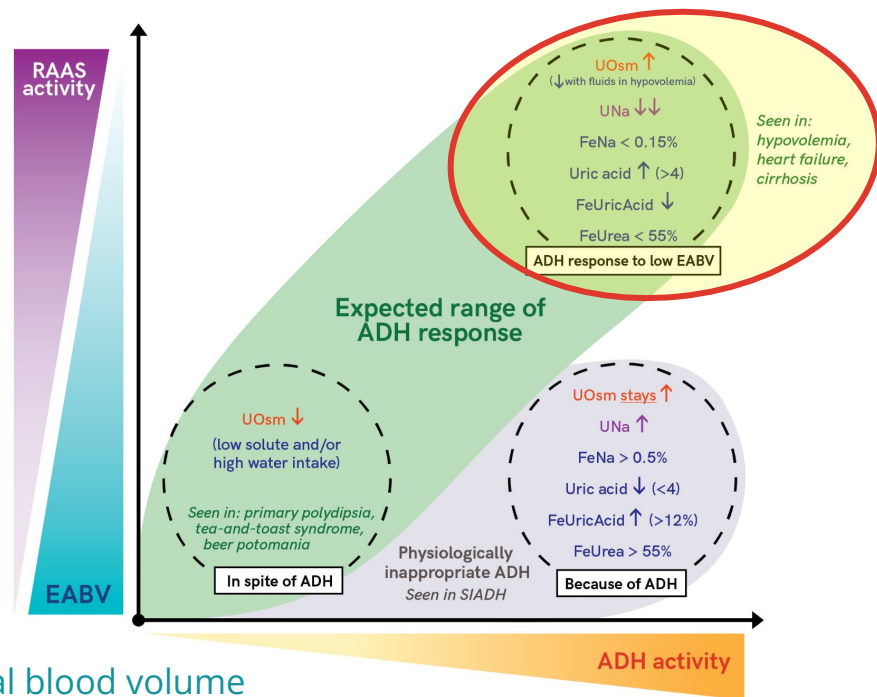 RAAS
activity
EABV
UOsm ↑
(↓with fluids in hypovolemia)
UNa ↓↓
FeNa < 0.15%
Uric acid ↑ (>4)
FeUricAcid ↓
FeUrea < 55%
ADH response to low EABV
Seen in:
hypovolemia,
heart failure,
cirrhosis
Expected range of
ADH response
UOsm ↓
(low solute and/or
high water intake)
Seen in: primary polydipsia,
tea-and-toast syndrome,
beer potomania
In spite of ADH
UOsm stays ↑
UNa ↑
FeNa > 0.5%
Uric acid ↓ (<4)
FeUricAcid ↑ (>12%)
FeUrea > 55%
Because of ADH
Physiologically
inappropriate ADH
Seen in SIADH
ADH activity
al blood volume